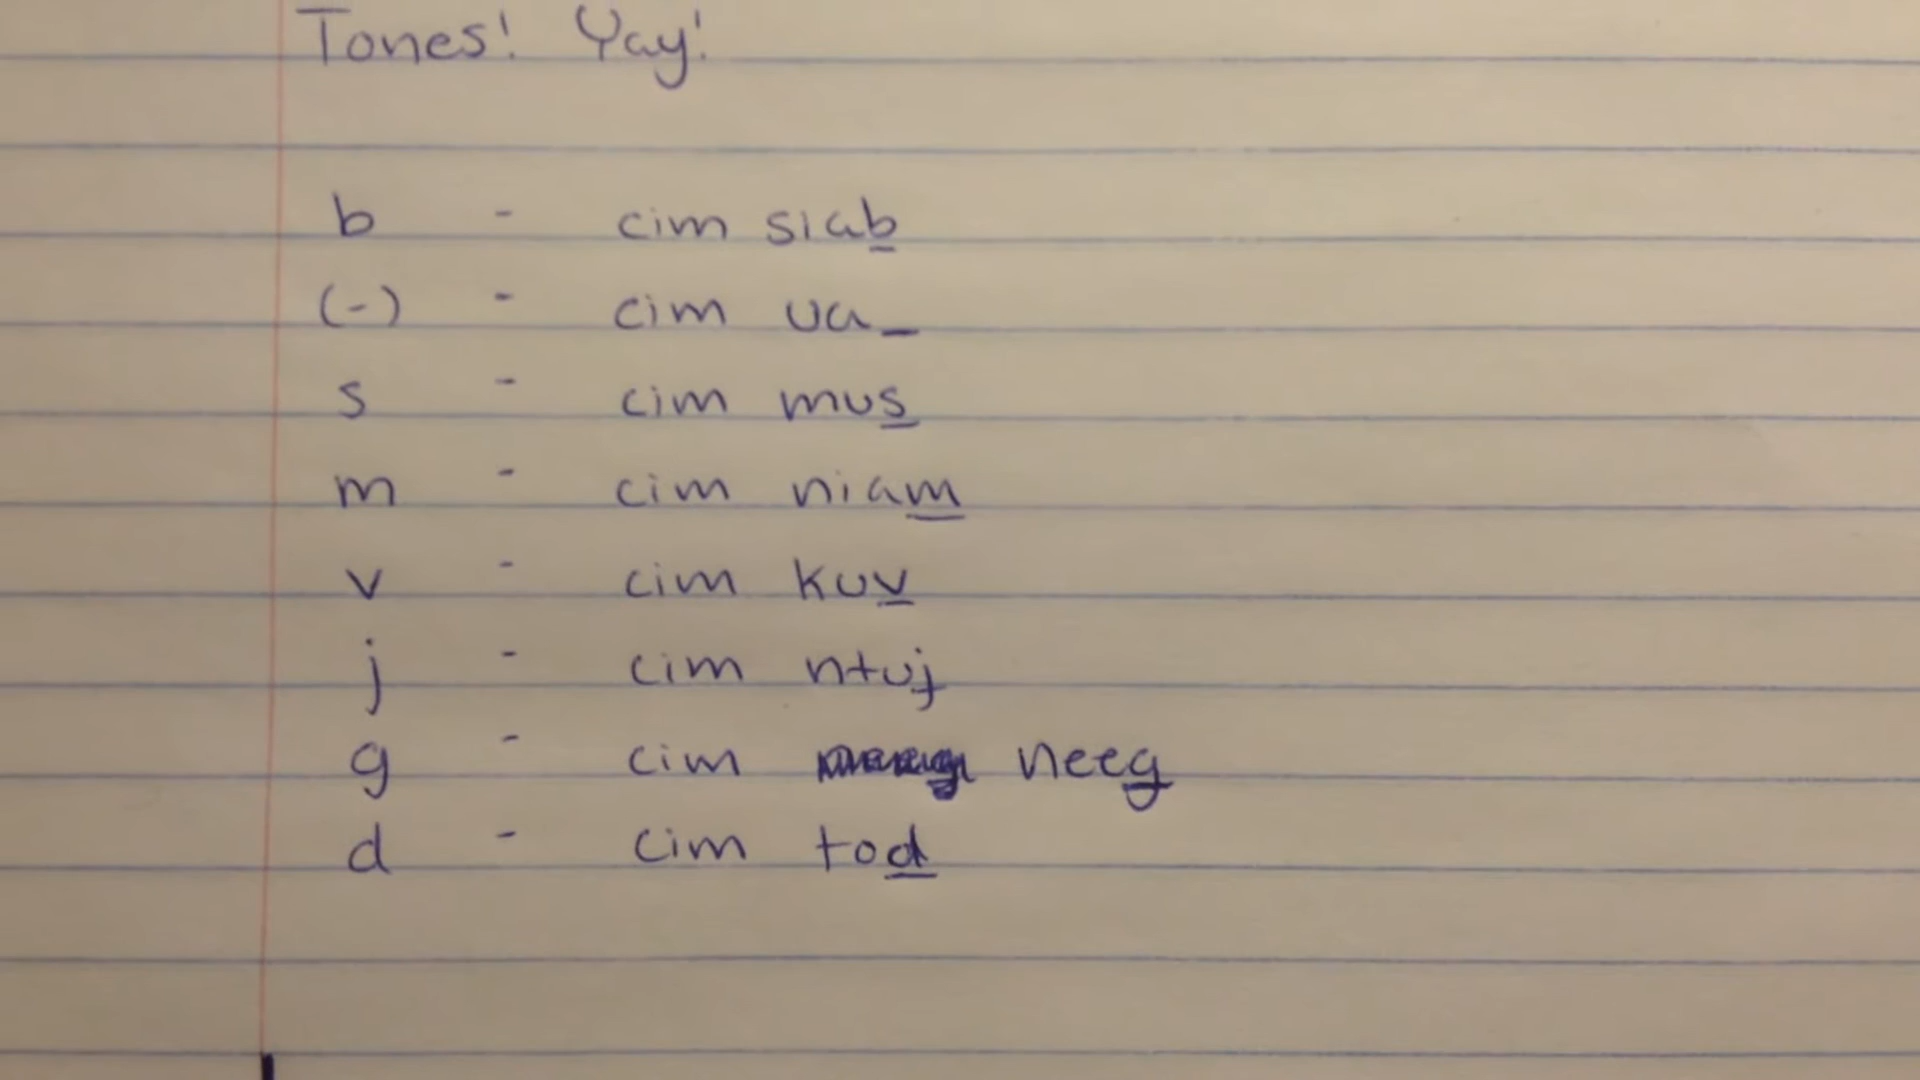 Tones! Yay!
b - cim siab
(-) - cim ua_
s - cim mus
m - cim niam
v - cim kuv
j - cim ntuj
g - cim neeg
d - cim tod